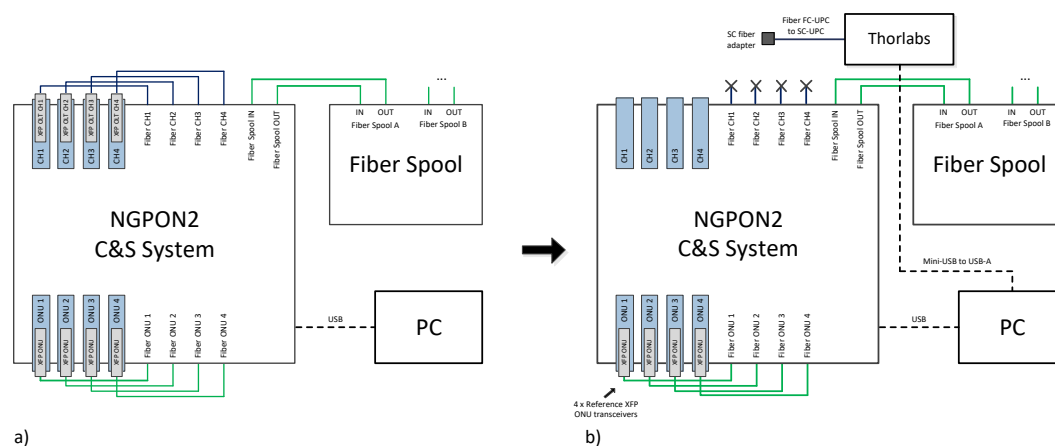 XFP OLT CH1
XFP OLT CH2
XFP OLT CH3
XFP OLT CH4
CH1
CH2
CH3
CH4
Fiber CH1
Fiber CH2
Fiber CH3
Fiber CH4
Fiber Spool IN
Fiber Spool OUT
IN
OUT
Fiber Spool A
...
IN
OUT
Fiber Spool B
Fiber Spool
NGPON2
C&S System
ONU 1
ONU 2
ONU 3
ONU 4
XFP ONU
XFP ONU
XFP ONU
XFP ONU
Fiber ONU 1
Fiber ONU 2
Fiber ONU 3
Fiber ONU 4
USB
PC
a)
SC fiber
adapter
Fiber FC-UPC
to SC-UPC
Thorlabs
CH1
CH2
CH3
CH4
Fiber CH1
Fiber CH2
Fiber CH3
Fiber CH4
Fiber Spool IN
Fiber Spool OUT
IN
OUT
Fiber Spool A
...
IN
OUT
Fiber Spool B
Fiber Spool
NGPON2
C&S System
Mini-USB to USB-A
ONU 1
ONU 2
ONU 3
ONU 4
XFP ONU
XFP ONU
XFP ONU
XFP ONU
Fiber ONU 1
Fiber ONU 2
Fiber ONU 3
Fiber ONU 4
USB
PC
4 x Reference XFP
ONU transceivers
b)